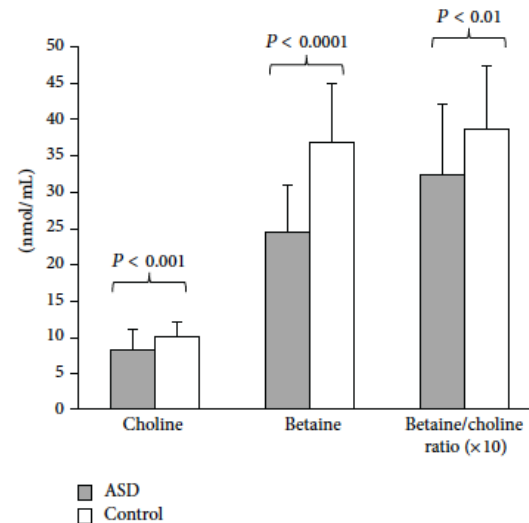 P < 0.01
P < 0.0001
P < 0.001
50
45
40
35
30
25
20
15
10
5
0
(nmol/mL)
Choline
Betaine
Betaine/choline
ratio (×10)
ASD
Control